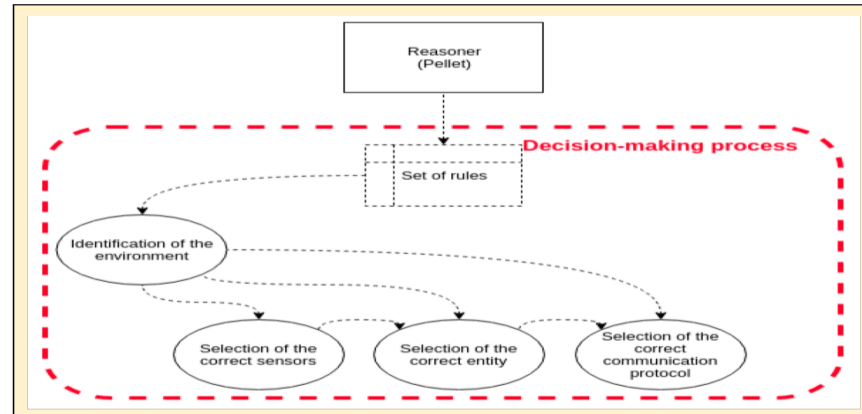 Reasoner
(Pellet)
Decision-making process
Set of rules
Identification of the
environment
Selection of the
correct sensors
Selection of the
correct entity
Selection of the
correct
communication
protocol